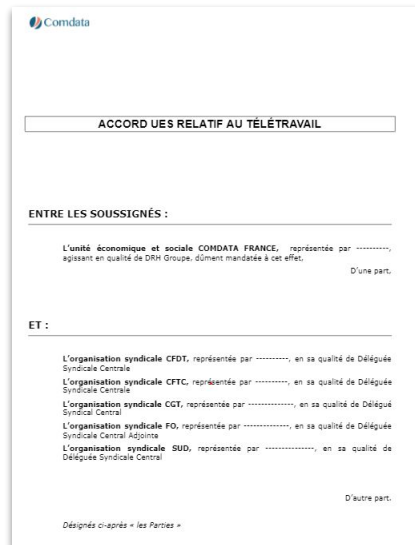 Comdata
ACCORD UES RELATIF AU TÉLÉTRAVAIL
ENTRE LES SOUSSIGNÉS :
L'unité économique et sociale COMDATA FRANCE, représentée par ----------,
agissant en qualité de DRH Groupe, dûment mandatée à cet effet,
D'une part,
ET :
L'organisation syndicale CFDT, représentée par ----------, en sa qualité de Déléguée
Syndicale Centrale
L'organisation syndicale CFTC, représentée par ----------, en sa qualité de Déléguée
Syndicale Centrale
L'organisation syndicale CGT, représentée par --------------, en sa qualité de Délégué
Syndical Central
L'organisation syndicale FO, représentée par ----------, en sa qualité de Déléguée
Syndicale Central Adjointe
L'organisation syndicale SUD, représentée par ---------------, en sa qualité de
Déléguée Syndicale Central
D'autre part.
Désignés ci-après « les Parties »